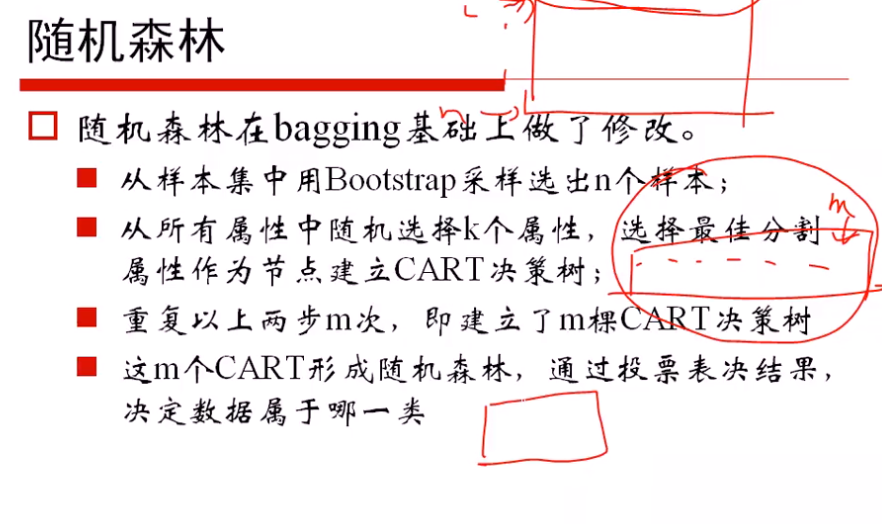 随机森林
随机森林在bagging基础上做了修改。
从样本集中用Bootstrap采样选出n个样本；
从所有属性中随机选择k个属性，选择最佳分割
属性作为节点建立CART决策树；
重复以上两步m次，即建立了m棵CART决策树
这m个CART形成随机森林，通过投票表决结果，
决定数据属于哪一类
m